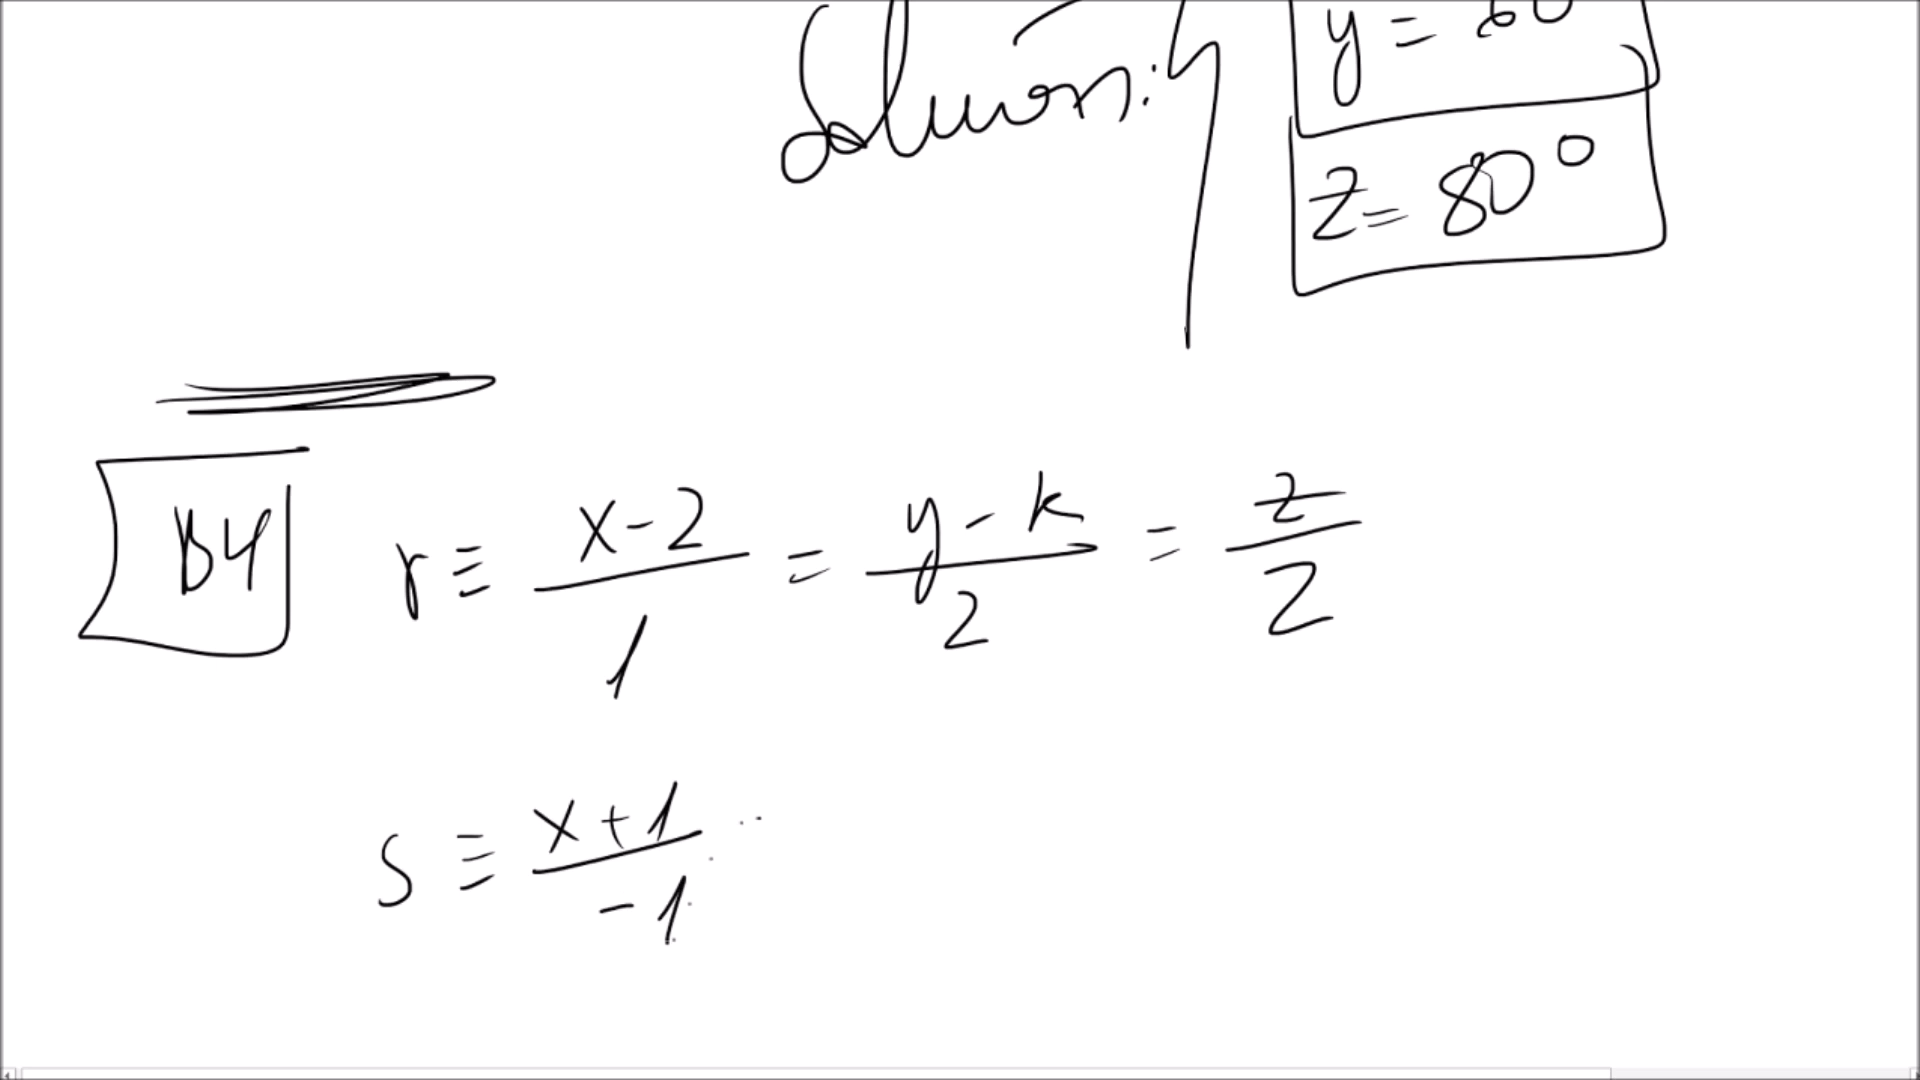 y = 60
Solución:
z = 80°
B4 r ≡ x-2/1 = y-k/2 = z/2
s ≡ x+1/-1